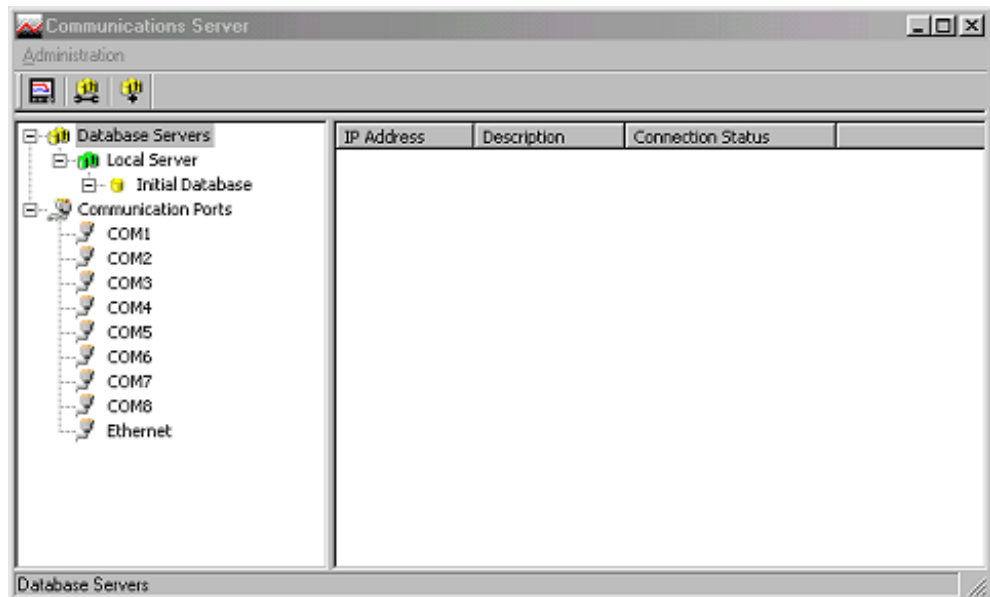 Communications Server
Administration
Database Servers
Local Server
Initial Database
Communication Ports
COM1
COM2
COM3
COM4
COM5
COM6
COM7
COM8
Ethernet
IP Address Description Connection Status
Database Servers